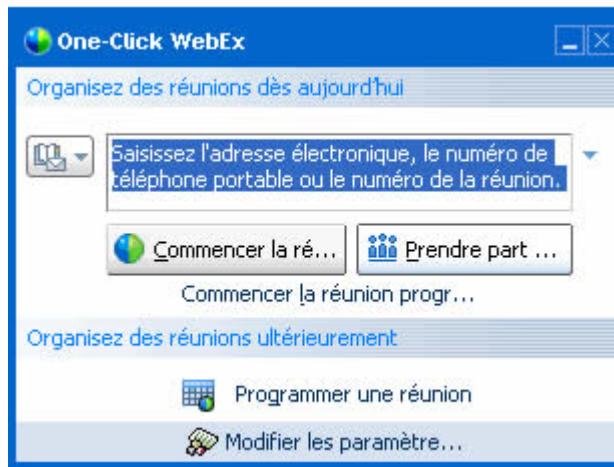 One-Click WebEx
Organisez des réunions dès aujourd'hui
Saisissez l'adresse électronique, le numéro de
téléphone portable ou le numéro de la réunion.
Commencer la ré... Prendre part ...
Commencer la réunion progr...
Organisez des réunions ultérieurement
Programmer une réunion
Modifier les paramètre...